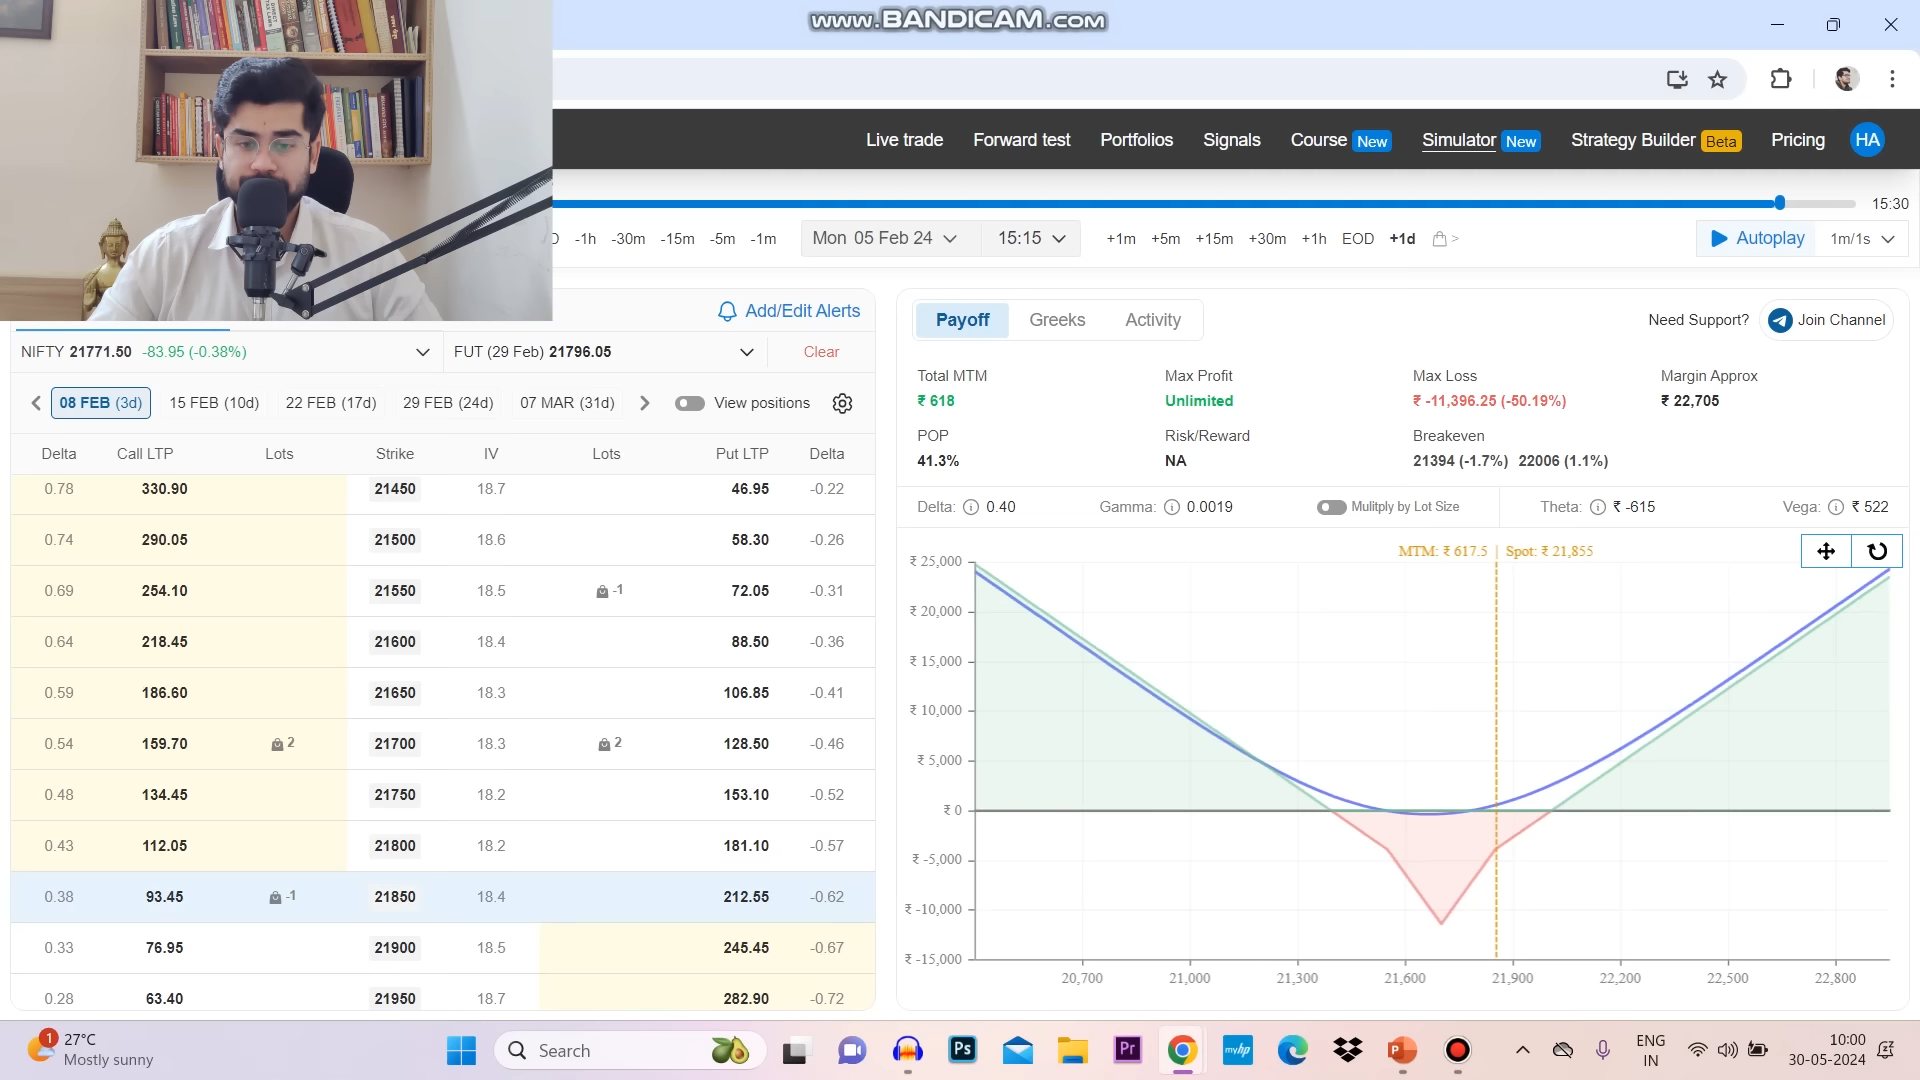 www.BANDICAM.com
Live trade Forward test Portfolios Signals Course New Simulator New Strategy Builder Beta Pricing HA
15:30
-1h -30m -15m -5m -1m Mon 05 Feb 24 15:15 +1m +5m +15m +30m +1h EOD +1d > Autoplay 1m/1s
Add/Edit Alerts
NIFTY 21771.50 -83.95 (-0.38%) FUT (29 Feb) 21796.05 Clear
08 FEB (3d) 15 FEB (10d) 22 FEB (17d) 29 FEB (24d) 07 MAR (31d) View positions
Delta Call LTP Lots Strike IV Lots Put LTP Delta
0.78 330.90 21450 18.7 46.95 -0.22
0.74 290.05 21500 18.6 58.30 -0.26
0.69 254.10 21550 18.5 -1 72.05 -0.31
0.64 218.45 21600 18.4 88.50 -0.36
0.59 186.60 21650 18.3 106.85 -0.41
0.54 159.70 2 21700 18.3 2 128.50 -0.46
0.48 134.45 21750 18.2 153.10 -0.52
0.43 112.05 21800 18.2 181.10 -0.57
0.38 93.45 -1 21850 18.4 212.55 -0.62
0.33 76.95 21900 18.5 245.45 -0.67
0.28 63.40 21950 18.7 282.90 -0.72
Payoff Greeks Activity Need Support? Join Channel
Total MTM Max Profit Max Loss Margin Approx
₹ 618 Unlimited ₹ -11,396.25 (-50.19%) ₹ 22,705
POP Risk/Reward Breakeven
41.3% NA 21394 (-1.7%) 22006 (1.1%)
Delta: 0.40 Gamma: 0.0019 Mulitply by Lot Size Theta: ₹ -615 Vega: ₹ 522
MTM: ₹ 617.5 | Spot: ₹ 21,855
₹ 25,000
₹ 20,000
₹ 15,000
₹ 10,000
₹ 5,000
₹ 0
₹ -5,000
₹ -10,000
₹ -15,000
20,700 21,000 21,300 21,600 21,900 22,200 22,500 22,800
1 27°C
Mostly sunny
Search
Ps
Pr
myhp
P
ENG
IN
10:00
30-05-2024